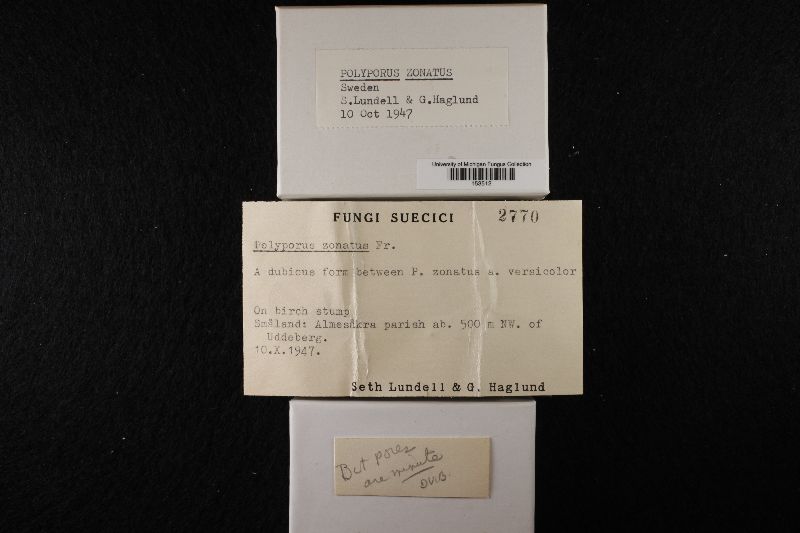 POLYPORUS ZONATUS
Sweden
S.Lundell & G.Haglund
10 Oct 1947
University of Michigan Fungus Collection
FUNGI SUECICI 2770
Polyporus zonatus Fr.
A dubious form between P. zonatus a. versicolor
On birch stump
Småland: Almesåkra parish ab. 500 m NW. of
Uddeberg.
10.X.1947.
Seth Lundell & G. Haglund
But pores
are minute
DVB.